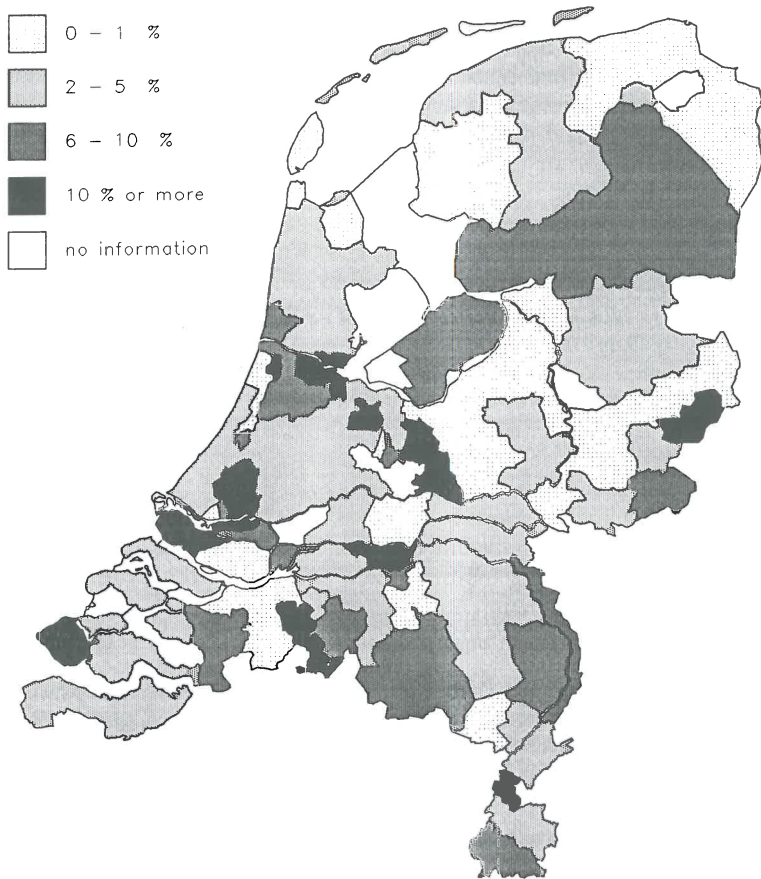 0 – 1 %
2 – 5 %
6 – 10 %
10 % or more
no information